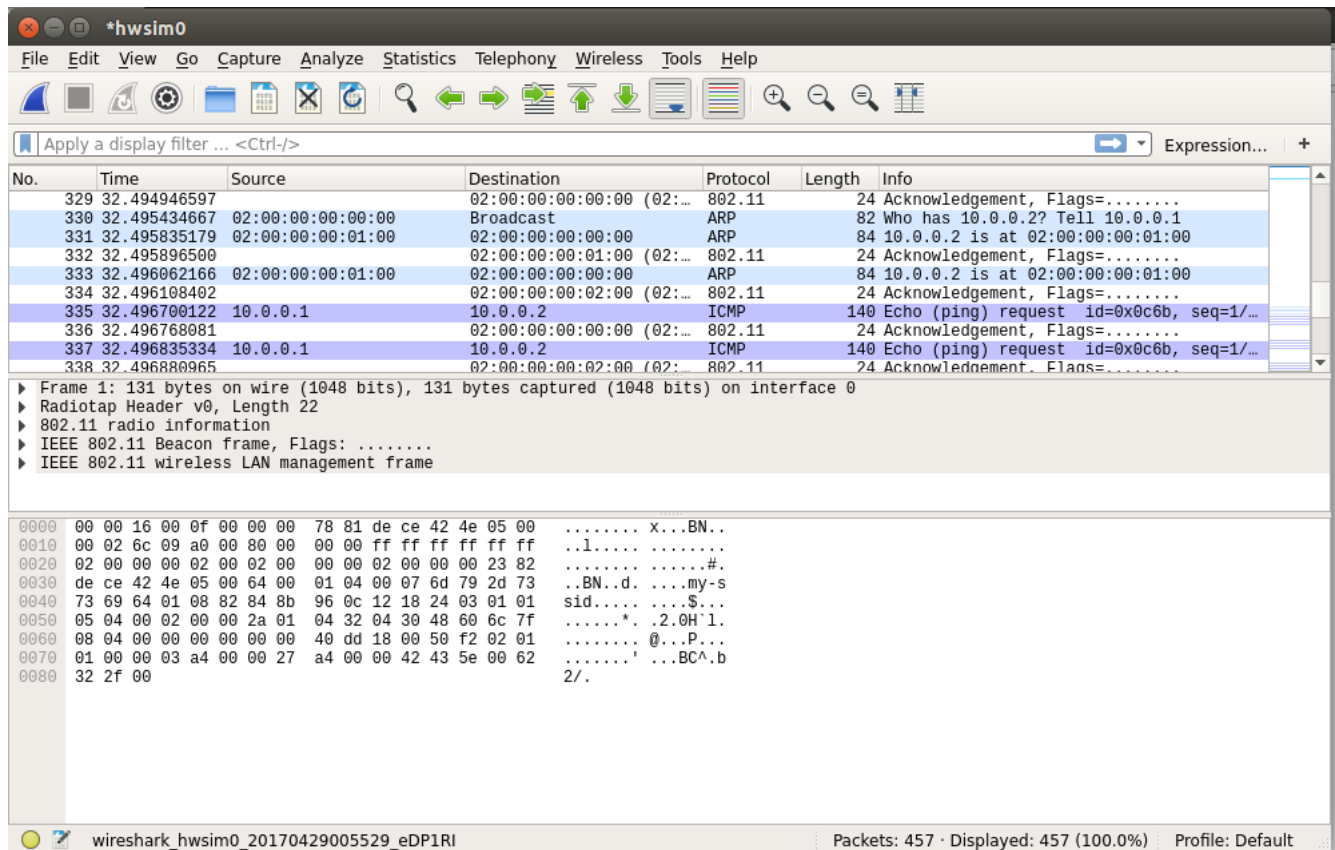 *hwsim0
File Edit View Go Capture Analyze Statistics Telephony Wireless Tools Help
Apply a display filter ... <Ctrl-/> Expression... +
No. Time Source Destination Protocol Length Info
329 32.494946597 02:00:00:00:00:00 (02:… 802.11 24 Acknowledgement, Flags=........
330 32.495434667 02:00:00:00:00:00 Broadcast ARP 82 Who has 10.0.0.2? Tell 10.0.0.1
331 32.495835179 02:00:00:00:01:00 02:00:00:00:00:00 ARP 84 10.0.0.2 is at 02:00:00:00:01:00
332 32.495896500 02:00:00:00:01:00 (02:… 802.11 24 Acknowledgement, Flags=........
333 32.496062166 02:00:00:00:01:00 02:00:00:00:00:00 ARP 84 10.0.0.2 is at 02:00:00:00:01:00
334 32.496108402 02:00:00:00:02:00 (02:… 802.11 24 Acknowledgement, Flags=........
335 32.496700122 10.0.0.1 10.0.0.2 ICMP 140 Echo (ping) request id=0x0c6b, seq=1/…
336 32.496768081 02:00:00:00:00:00 (02:… 802.11 24 Acknowledgement, Flags=........
337 32.496835334 10.0.0.1 10.0.0.2 ICMP 140 Echo (ping) request id=0x0c6b, seq=1/…
338 32.496880965 02:00:00:00:02:00 (02:… 802.11 24 Acknowledgement, Flags=........
Frame 1: 131 bytes on wire (1048 bits), 131 bytes captured (1048 bits) on interface 0
Radiotap Header v0, Length 22
802.11 radio information
IEEE 802.11 Beacon frame, Flags: ........
IEEE 802.11 wireless LAN management frame
0000 00 00 16 00 0f 00 00 00 78 81 de ce 42 4e 05 00 ........ x...BN..
0010 00 02 6c 09 a0 00 80 00 00 00 ff ff ff ff ff ff ..l..... ........
0020 02 00 00 00 02 00 02 00 00 00 02 00 00 00 23 82 ........ ......#.
0030 de ce 42 4e 05 00 64 00 01 04 00 07 6d 79 2d 73 ..BN..d. ....my-s
0040 73 69 64 01 08 82 84 8b 96 0c 12 18 24 03 01 01 sid..... ....$...
0050 05 04 00 02 00 00 2a 01 04 32 04 30 48 60 6c 7f ......*. .2.0H`l.
0060 08 04 00 00 00 00 00 00 40 dd 18 00 50 f2 02 01 ........ @...P...
0070 01 00 00 03 a4 00 00 27 a4 00 00 42 43 5e 00 62 .......' ...BC^.b
0080 32 2f 00 2/.
wireshark_hwsim0_20170429005529_eDP1RI Packets: 457 · Displayed: 457 (100.0%) Profile: Default